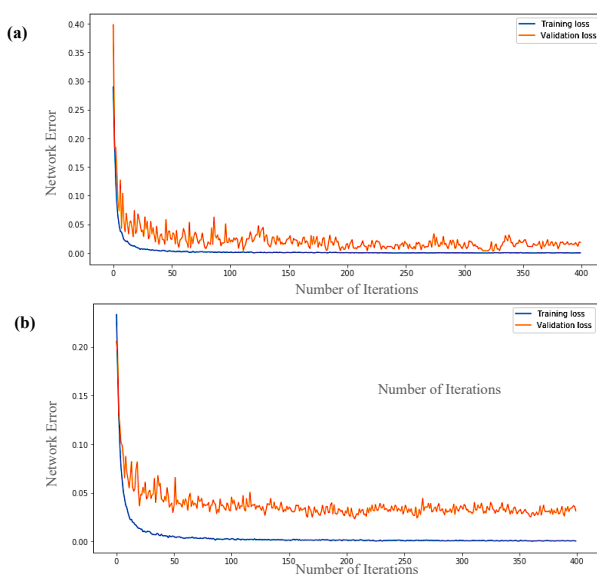 (a)
Training loss
Validation loss
Network Error
0.40
0.35
0.30
0.25
0.20
0.15
0.10
0.05
0.00
0 50 100 150 200 250 300 350 400
Number of Iterations
(b)
Training loss
Validation loss
Number of Iterations
Network Error
0.20
0.15
0.10
0.05
0.00
0 50 100 150 200 250 300 350 400
Number of Iterations